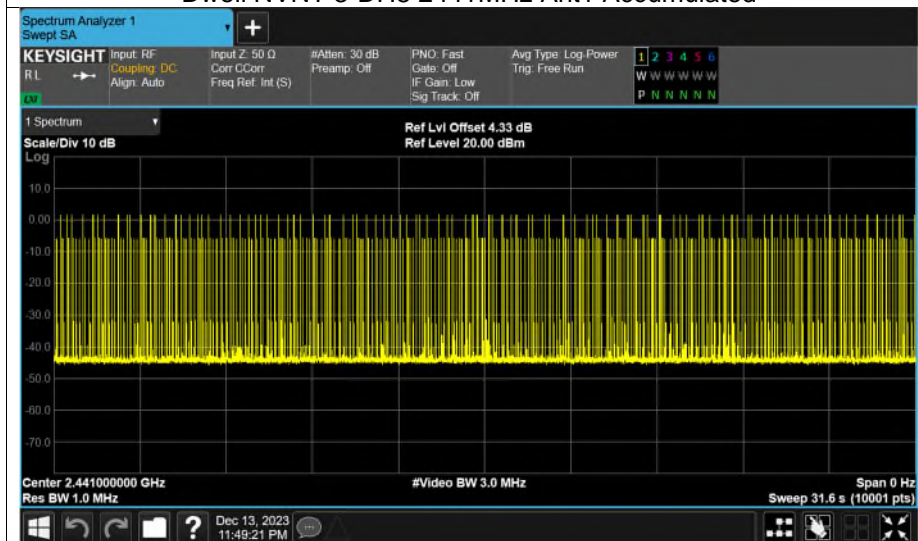 Spectrum Analyzer 1
Swept SA
+
KEYSIGHT Input: RF Input Z: 50 Ω #Atten: 30 dB PNO: Fast Avg Type: Log-Power 1 2 3 4 5 6
RL Coupling: DC Corr CCorr Preamp: Off Gate: Off Trig: Free Run W W W W W W
Align: Auto Freq Ref: Int (S) IF Gain: Low
LXI Sig Track: Off P N N N N N
1 Spectrum
Ref Lvl Offset 4.33 dB
Scale/Div 10 dB Ref Level 20.00 dBm
Log
10.0
0.00
-10.0
-20.0
-30.0
-40.0
-50.0
-60.0
-70.0
Center 2.441000000 GHz #Video BW 3.0 MHz Span 0 Hz
Res BW 1.0 MHz Sweep 31.6 s (10001 pts)
? Dec 13, 2023
11:49:21 PM